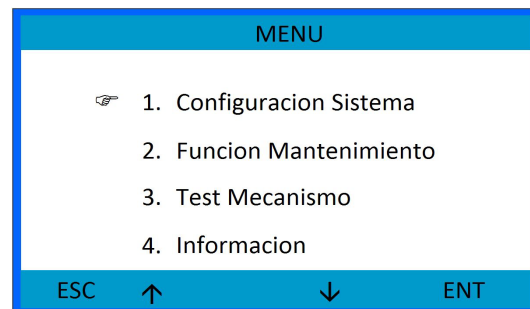 MENU
☞ 1. Configuracion Sistema
2. Funcion Mantenimiento
3. Test Mecanismo
4. Informacion
ESC ↑ ↓ ENT